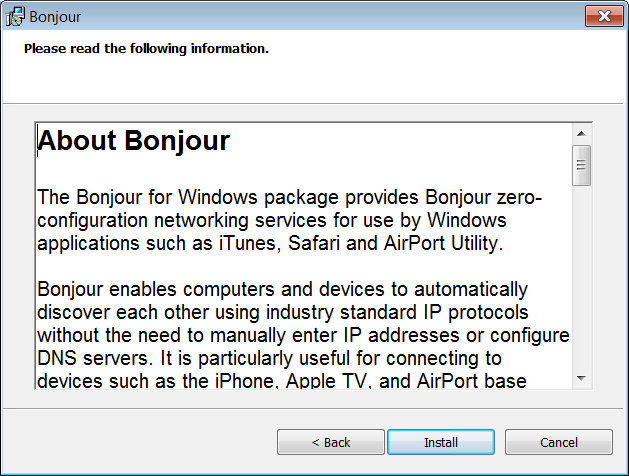 Bonjour
Please read the following information.
About Bonjour
The Bonjour for Windows package provides Bonjour zero-
configuration networking services for use by Windows
applications such as iTunes, Safari and AirPort Utility.
Bonjour enables computers and devices to automatically
discover each other using industry standard IP protocols
without the need to manually enter IP addresses or configure
DNS servers. It is particularly useful for connecting to
devices such as the iPhone, Apple TV, and AirPort base
< Back
Install
Cancel